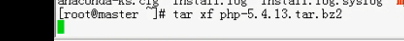 anaconda-ks.cfg install.log install.log.syslog
[root@master ~]# tar xf php-5.4.13.tar.bz2